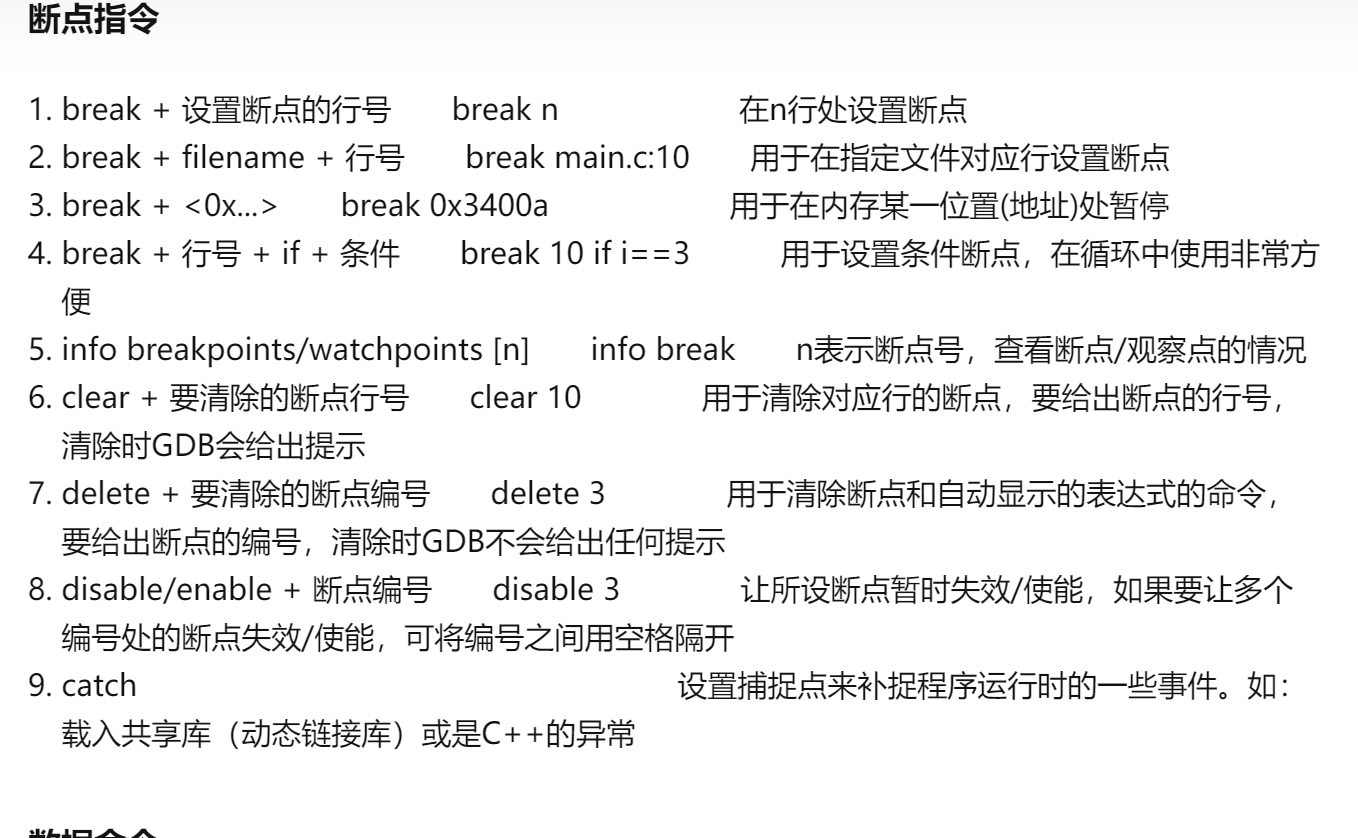 断点指令
1. break + 设置断点的行号 break n 在n行处设置断点
2. break + filename + 行号 break main.c:10 用于在指定文件对应行设置断点
3. break + <0x...> break 0x3400a 用于在内存某一位置(地址)处暂停
4. break + 行号 + if + 条件 break 10 if i==3 用于设置条件断点，在循环中使用非常方
便
5. info breakpoints/watchpoints [n] info break n表示断点号，查看断点/观察点的情况
6. clear + 要清除的断点行号 clear 10 用于清除对应行的断点，要给出断点的行号，
清除时GDB会给出提示
7. delete + 要清除的断点编号 delete 3 用于清除断点和自动显示的表达式的命令，
要给出断点的编号，清除时GDB不会给出任何提示
8. disable/enable + 断点编号 disable 3 让所设断点暂时失效/使能，如果要让多个
编号处的断点失效/使能，可将编号之间用空格隔开
9. catch 设置捕捉点来补捉程序运行时的一些事件。如：
载入共享库（动态链接库）或是C++的异常
数据命令